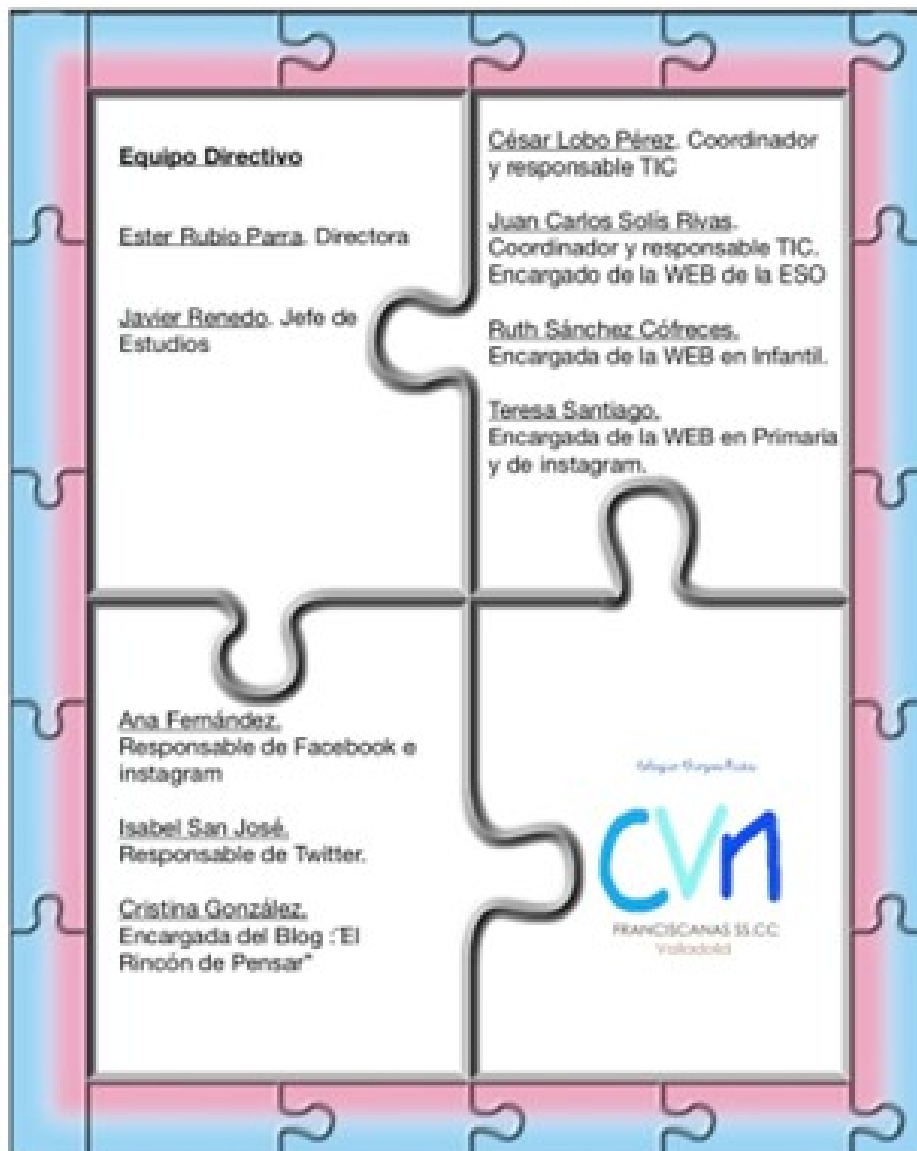 Equipo Directivo
Ester Rubio Parra. Directora
Javier Renedo. Jefe de
Estudios
César Lobo Pérez. Coordinador
y responsable TIC
Juan Carlos Solís Rivas.
Coordinador y responsable TIC.
Encargado de la WEB de la ESO
Ruth Sánchez Cófreces.
Encargada de la WEB en Infantil.
Teresa Santiago.
Encargada de la WEB en Primaria
y de instagram.
Ana Fernández.
Responsable de Facebook e
instagram
Isabel San José.
Responsable de Twitter.
Cristina González.
Encargada del Blog :"El
Rincón de Pensar"
CVN
FRANCISCANAS SS.CC
Valladolid